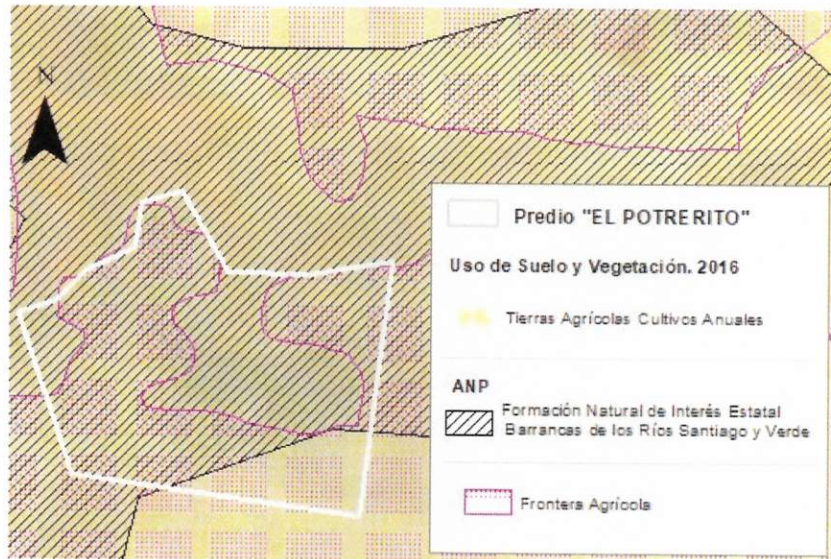 N
Predio "EL POTRERITO"
Uso de Suelo y Vegetación. 2016
Tierras Agrícolas Cultivos Anuales
ANP
Formación Natural de Interés Estatal
Barrancas de los Ríos Santiago y Verde
Frontera Agrícola